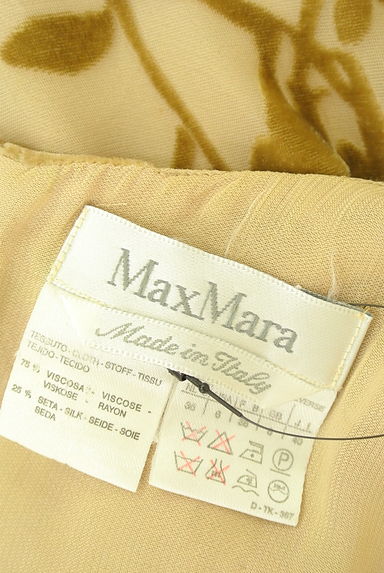 MaxMara
Made in Italy
TESSUTO - CLOTH - STOFF - TISSU
TEJIDO - TECIDO
75 % VISCOSA - VISCOSE -
VISKOSE - RAYON
25 % SETA - SILK - SEIDE - SOIE
SEDA
D - TK - 367